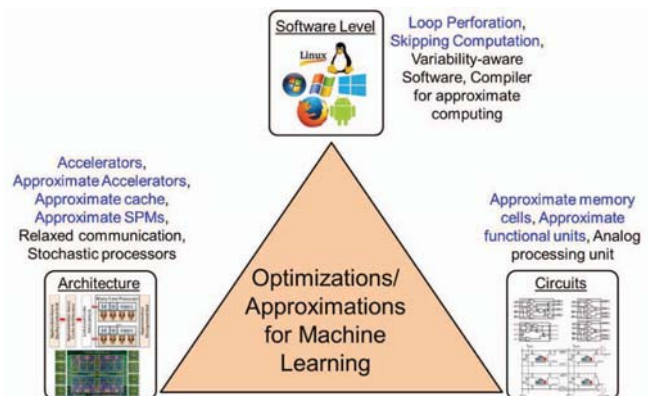 Software Level
Linux
Loop Perforation,
Skipping Computation,
Variability-aware
Software, Compiler
for approximate
computing
Accelerators,
Approximate Accelerators,
Approximate cache,
Approximate SPMs,
Relaxed communication,
Stochastic processors
Architecture
Approximate memory
cells, Approximate
functional units, Analog
processing unit
Circuits
Optimizations/
Approximations
for Machine
Learning